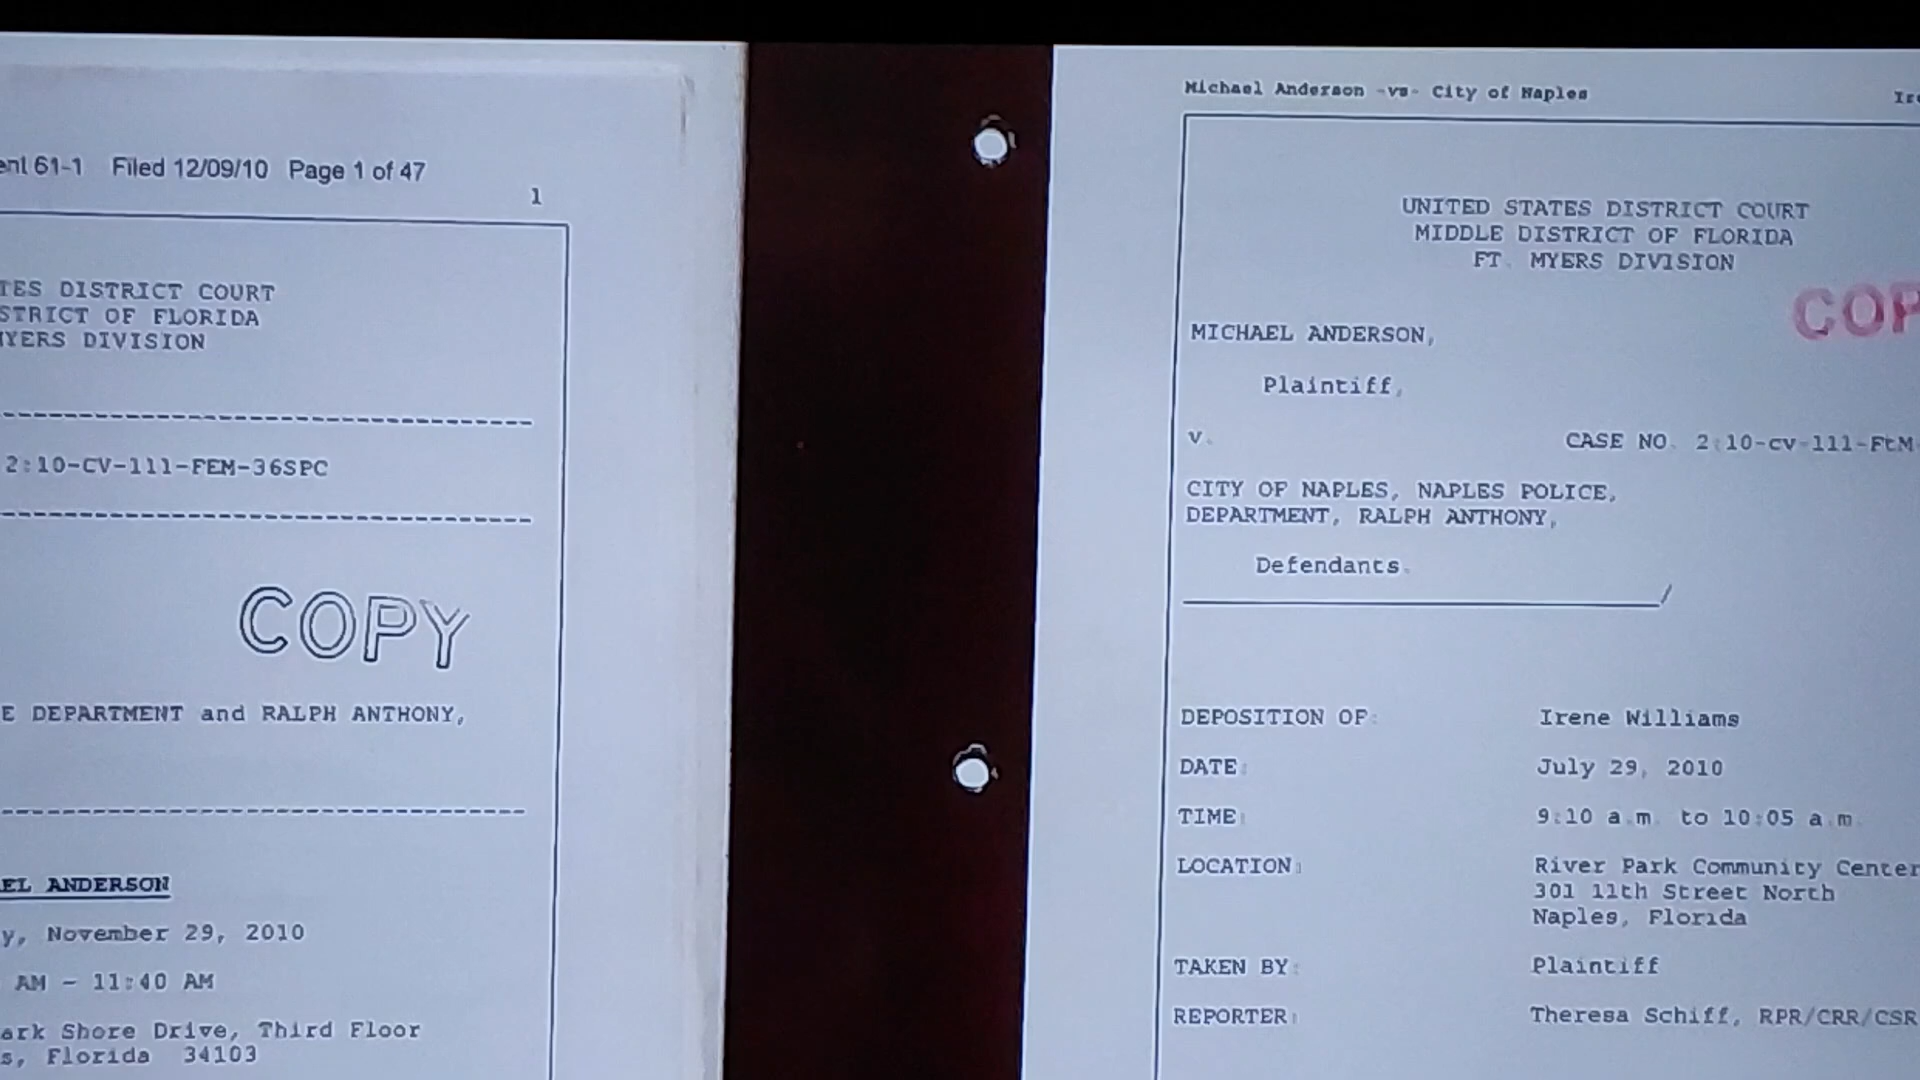 ent 61-1 Filed 12/09/10 Page 1 of 47
1
TES DISTRICT COURT
STRICT OF FLORIDA
MYERS DIVISION
2:10-CV-111-FEM-36SPC
COPY
E DEPARTMENT and RALPH ANTHONY,
EL ANDERSON
y, November 29, 2010
AM - 11:40 AM
ark Shore Drive, Third Floor
s, Florida 34103
Michael Anderson -vs- City of Naples
Ire
UNITED STATES DISTRICT COURT
MIDDLE DISTRICT OF FLORIDA
FT. MYERS DIVISION
COP
MICHAEL ANDERSON,
Plaintiff,
v.
CASE NO. 2:10-cv-111-FtM-
CITY OF NAPLES, NAPLES POLICE,
DEPARTMENT, RALPH ANTHONY,
Defendants.
/
DEPOSITION OF: Irene Williams
DATE: July 29, 2010
TIME: 9:10 a.m. to 10:05 a.m.
LOCATION: River Park Community Center
301 11th Street North
Naples, Florida
TAKEN BY: Plaintiff
REPORTER: Theresa Schiff, RPR/CRR/CSR